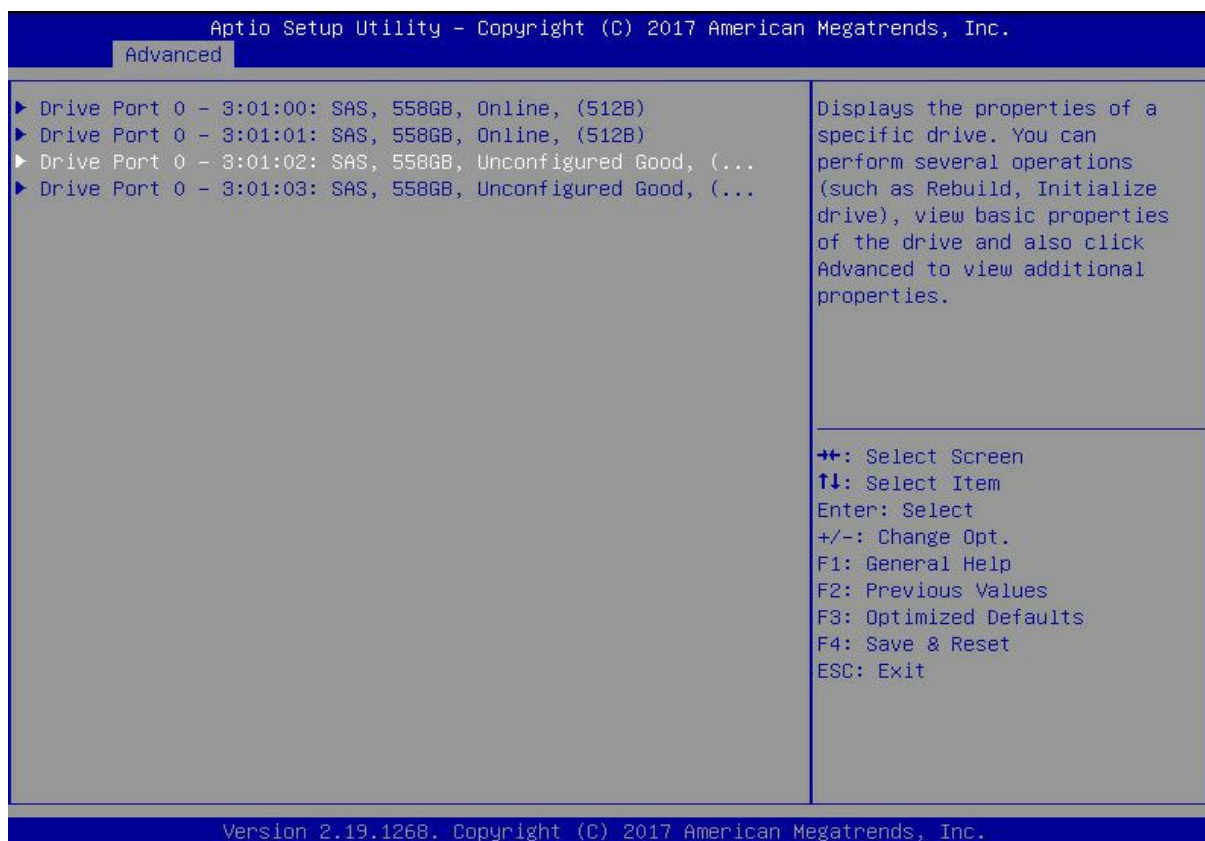 Aptio Setup Utility – Copyright (C) 2017 American Megatrends, Inc.
Advanced
▶ Drive Port 0 – 3:01:00: SAS, 558GB, Online, (512B)
▶ Drive Port 0 – 3:01:01: SAS, 558GB, Online, (512B)
▶ Drive Port 0 – 3:01:02: SAS, 558GB, Unconfigured Good, (...
▶ Drive Port 0 – 3:01:03: SAS, 558GB, Unconfigured Good, (...
Displays the properties of a
specific drive. You can
perform several operations
(such as Rebuild, Initialize
drive), view basic properties
of the drive and also click
Advanced to view additional
properties.
→←: Select Screen
↑↓: Select Item
Enter: Select
+/–: Change Opt.
F1: General Help
F2: Previous Values
F3: Optimized Defaults
F4: Save & Reset
ESC: Exit
Version 2.19.1268. Copyright (C) 2017 American Megatrends, Inc.